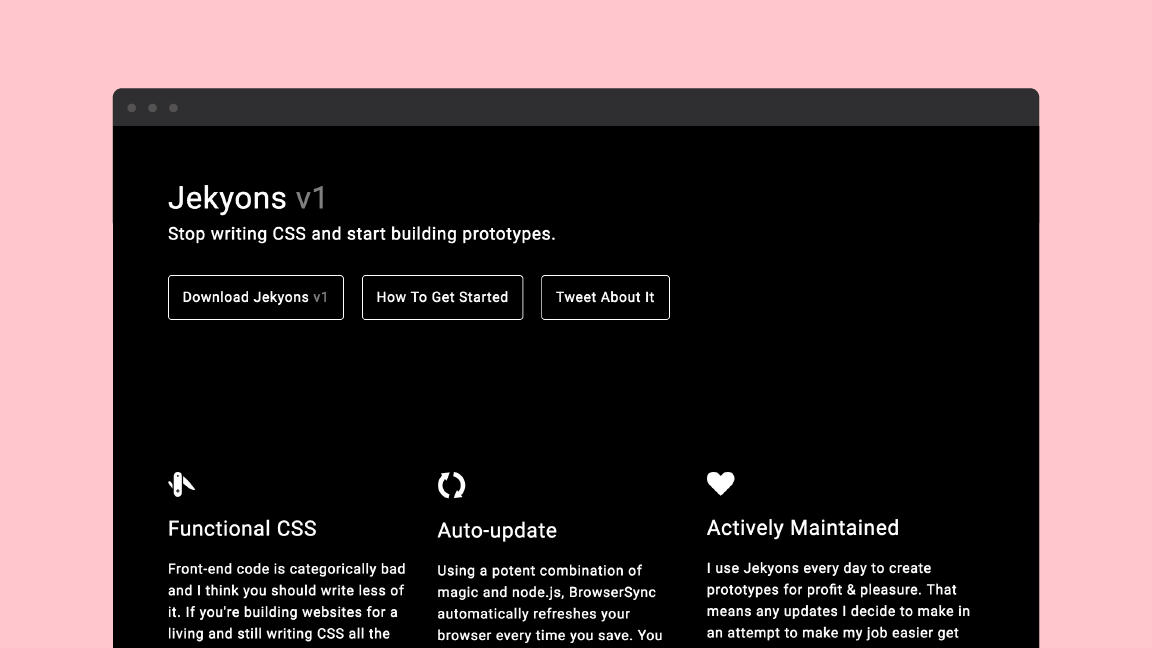 Jekyons v1
Stop writing CSS and start building prototypes.
Download Jekyons v1
How To Get Started
Tweet About It
Functional CSS
Front-end code is categorically bad
and I think you should write less of
it. If you're building websites for a
living and still writing CSS all the
Auto-update
Using a potent combination of
magic and node.js, BrowserSync
automatically refreshes your
browser every time you save. You
Actively Maintained
I use Jekyons every day to create
prototypes for profit & pleasure. That
means any updates I decide to make in
an attempt to make my job easier get